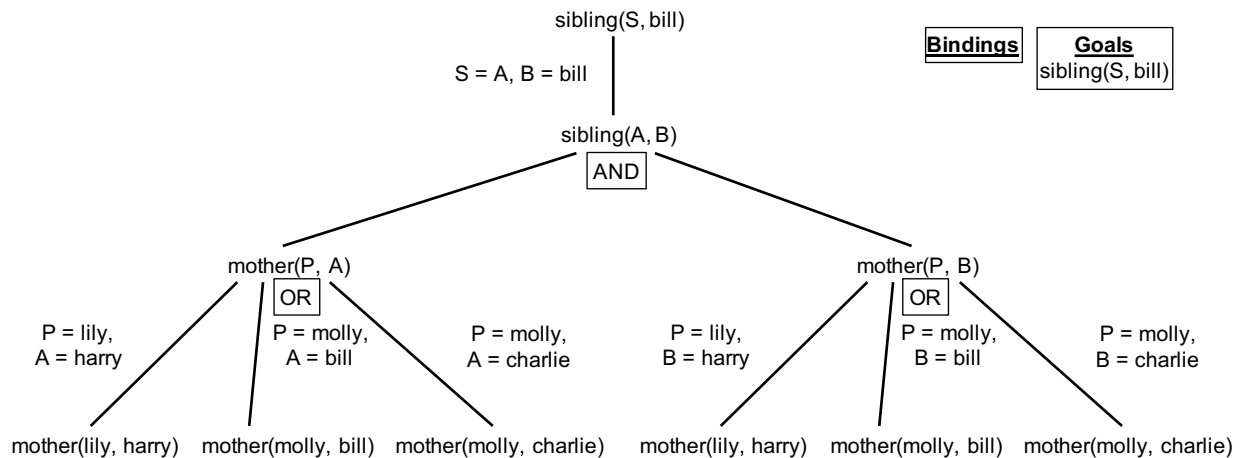 sibling(S, bill)
Bindings
Goals
sibling(S, bill)
S = A, B = bill
sibling(A, B)
AND
mother(P, A)
mother(P, B)
OR
OR
P = lily,
A = harry
P = molly,
A = bill
P = molly,
A = charlie
P = lily,
B = harry
P = molly,
B = bill
P = molly,
B = charlie
mother(lily, harry)
mother(molly, bill)
mother(molly, charlie)
mother(lily, harry)
mother(molly, bill)
mother(molly, charlie)